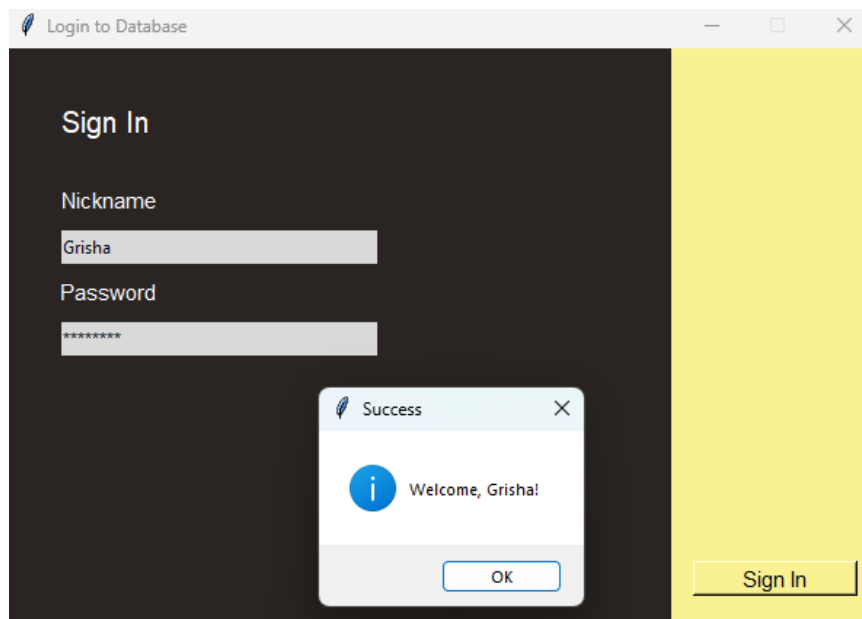 Login to Database
Sign In
Nickname
Grisha
Password
********
Success
Welcome, Grisha!
OK
Sign In